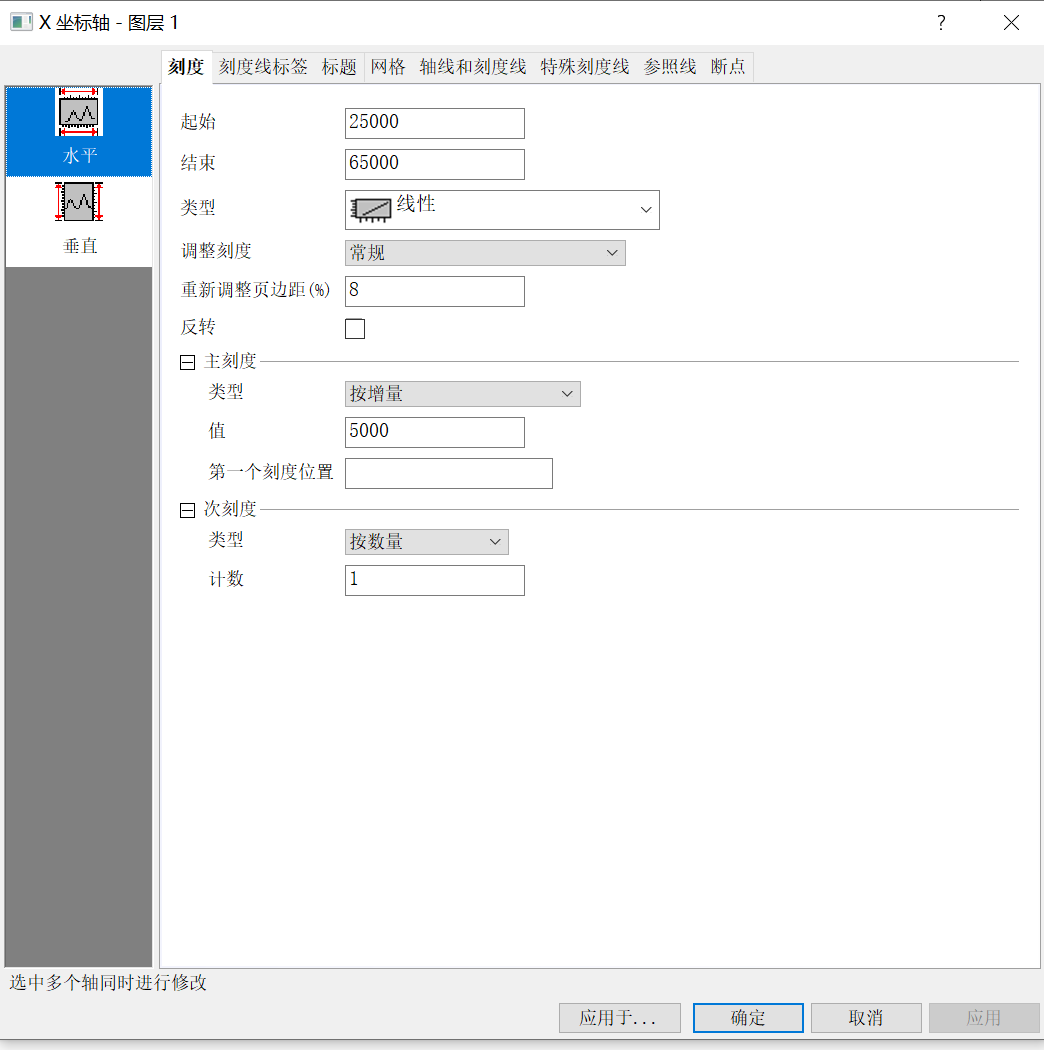 X 坐标轴 - 图层 1
?
刻度 刻度线标签 标题 网格 轴线和刻度线 特殊刻度线 参照线 断点
水平
垂直
起始 25000
结束 65000
类型 线性
调整刻度 常规
重新调整页边距(%) 8
反转
主刻度
类型 按增量
值 5000
第一个刻度位置
次刻度
类型 按数量
计数 1
选中多个轴同时进行修改
应用于... 确定 取消 应用